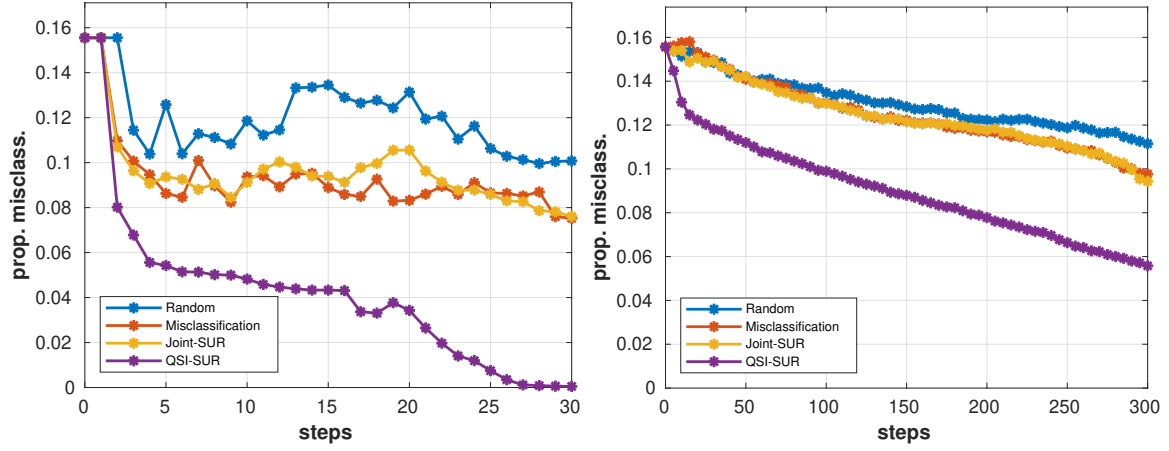 0.16
0.14
0.12
0.1
0.08
0.06
0.04
0.02
0
prop. misclass.
Random
Misclassification
Joint-SUR
QSI-SUR
0 5 10 15 20 25 30
steps
0.16
0.14
0.12
0.1
0.08
0.06
0.04
0.02
0
prop. misclass.
Random
Misclassification
Joint-SUR
QSI-SUR
0 50 100 150 200 250 300
steps